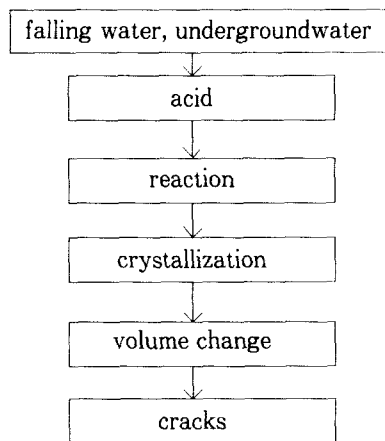 falling water, undergroundwater
acid
reaction
crystallization
volume change
cracks